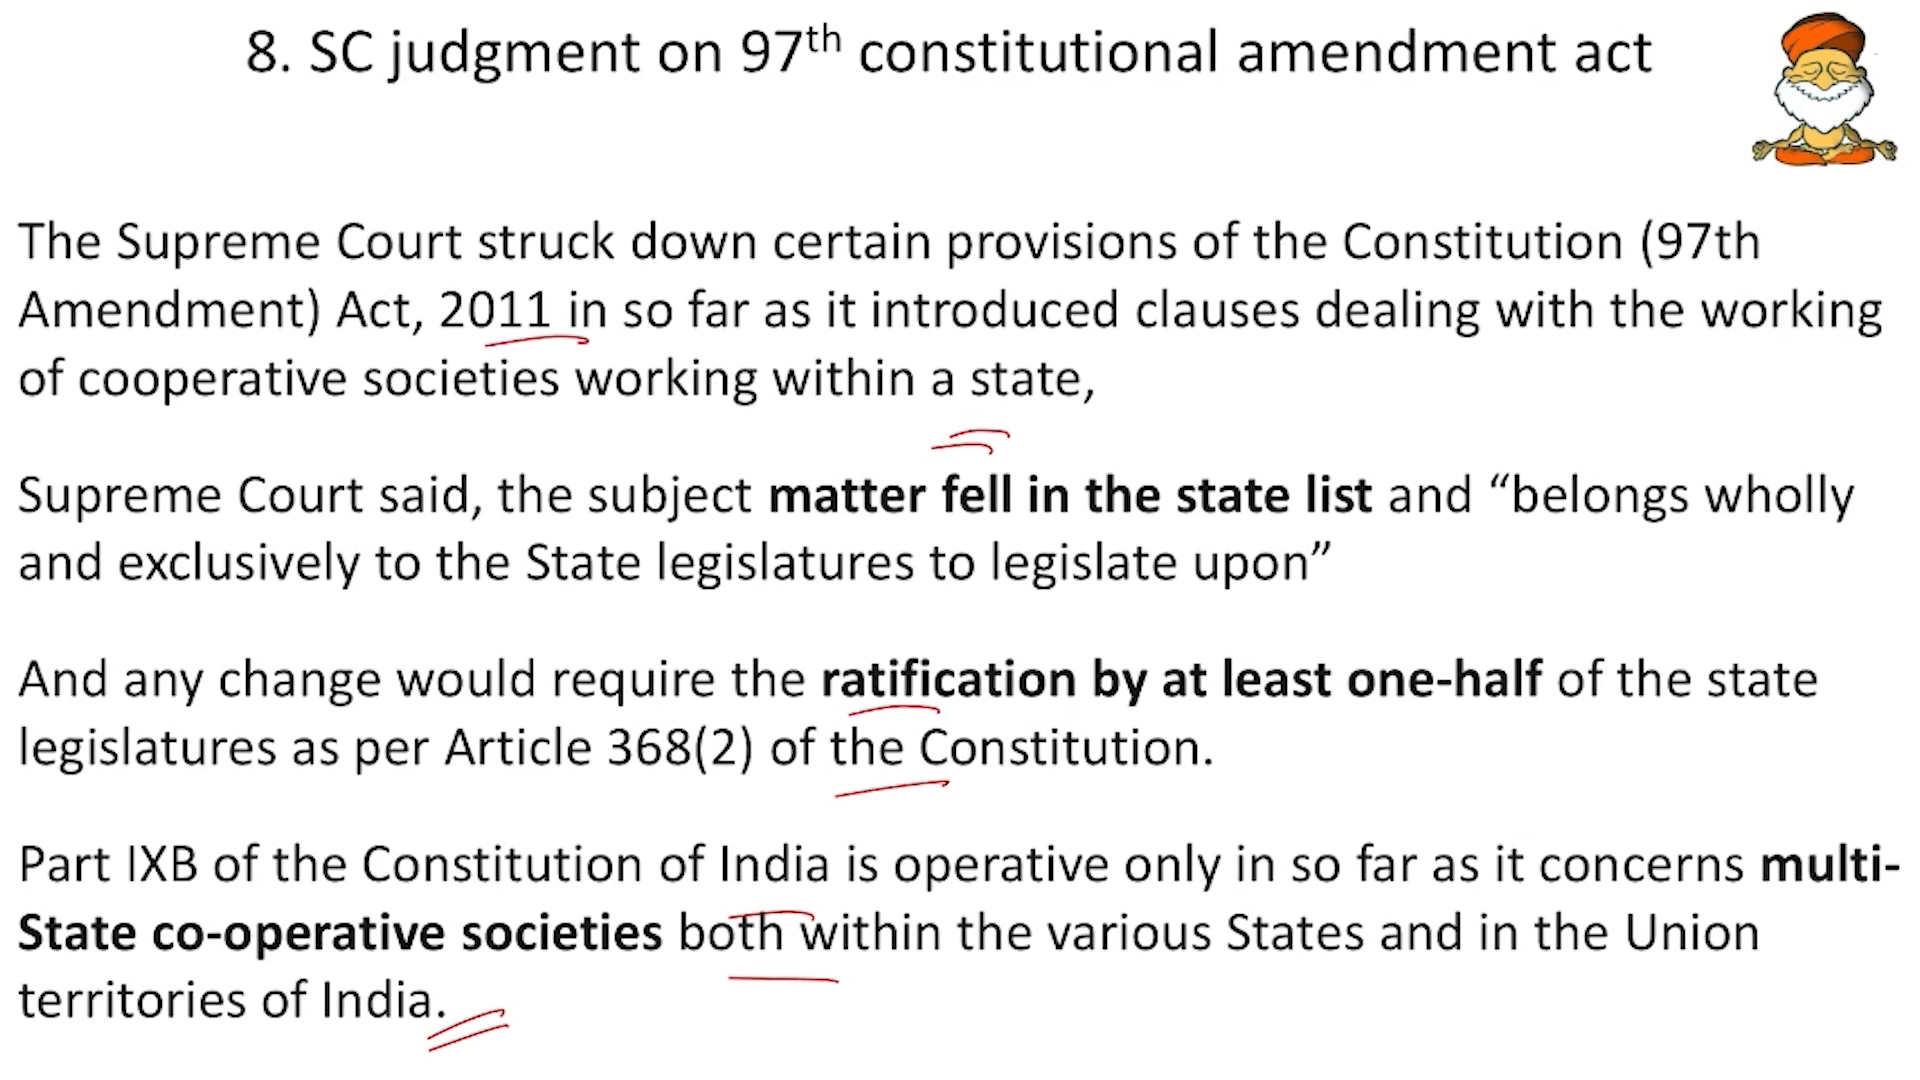 8. SC judgment on 97th constitutional amendment act
The Supreme Court struck down certain provisions of the Constitution (97th
Amendment) Act, 2011 in so far as it introduced clauses dealing with the working
of cooperative societies working within a state,
Supreme Court said, the subject matter fell in the state list and “belongs wholly
and exclusively to the State legislatures to legislate upon”
And any change would require the ratification by at least one-half of the state
legislatures as per Article 368(2) of the Constitution.
Part IXB of the Constitution of India is operative only in so far as it concerns multi-
State co-operative societies both within the various States and in the Union
territories of India.